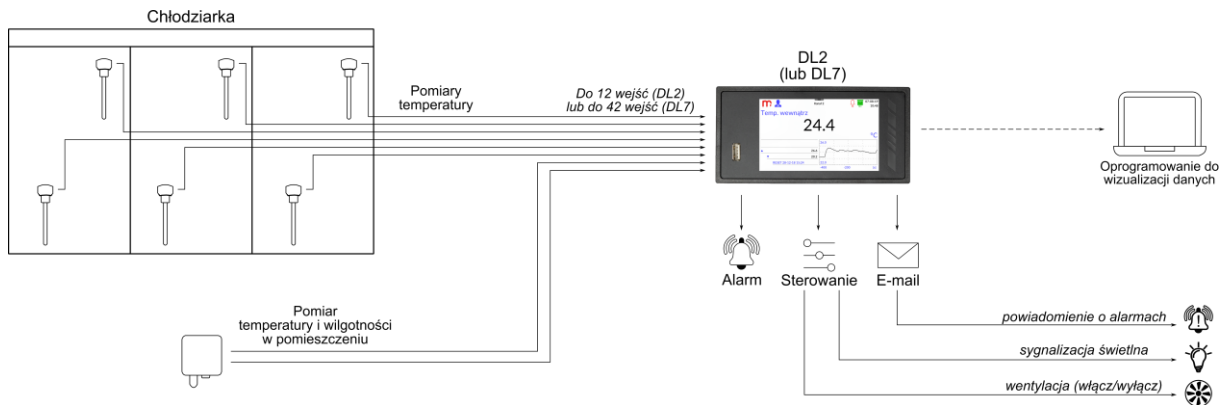 Chłodziarka
Pomiary
temperatury
Do 12 wejść (DL2)
lub do 42 wejść (DL7)
DL2
(lub DL7)
Temp. wewnątrz
24.4
°C
Oprogramowanie do
wizualizacji danych
Alarm
Sterowanie
E-mail
Pomiar
temperatury i wilgotności
w pomieszczeniu
powiadomienie o alarmach
sygnalizacja świetlna
wentylacja (włącz/wyłącz)